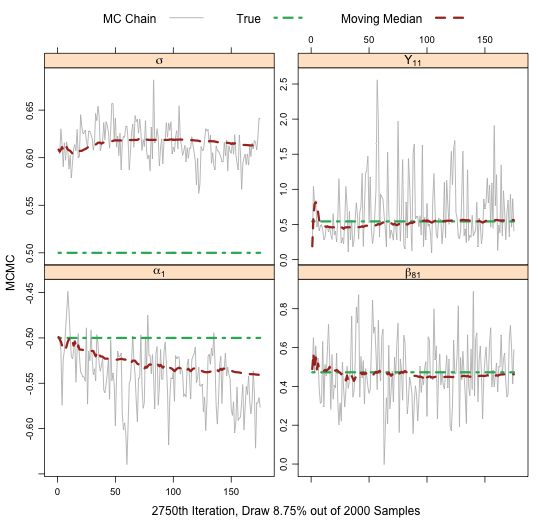 MC Chain True Moving Median
0 50 100 150
σ Υ₁₁
0.50 0.55 0.60 0.65
0.0 0.5 1.0 1.5 2.0 2.5
MCMC
α₁ β₈₁
-0.60 -0.55 -0.50 -0.45
0.0 0.2 0.4 0.6 0.8
0 50 100 150
2750th Iteration, Draw 8.75% out of 2000 Samples